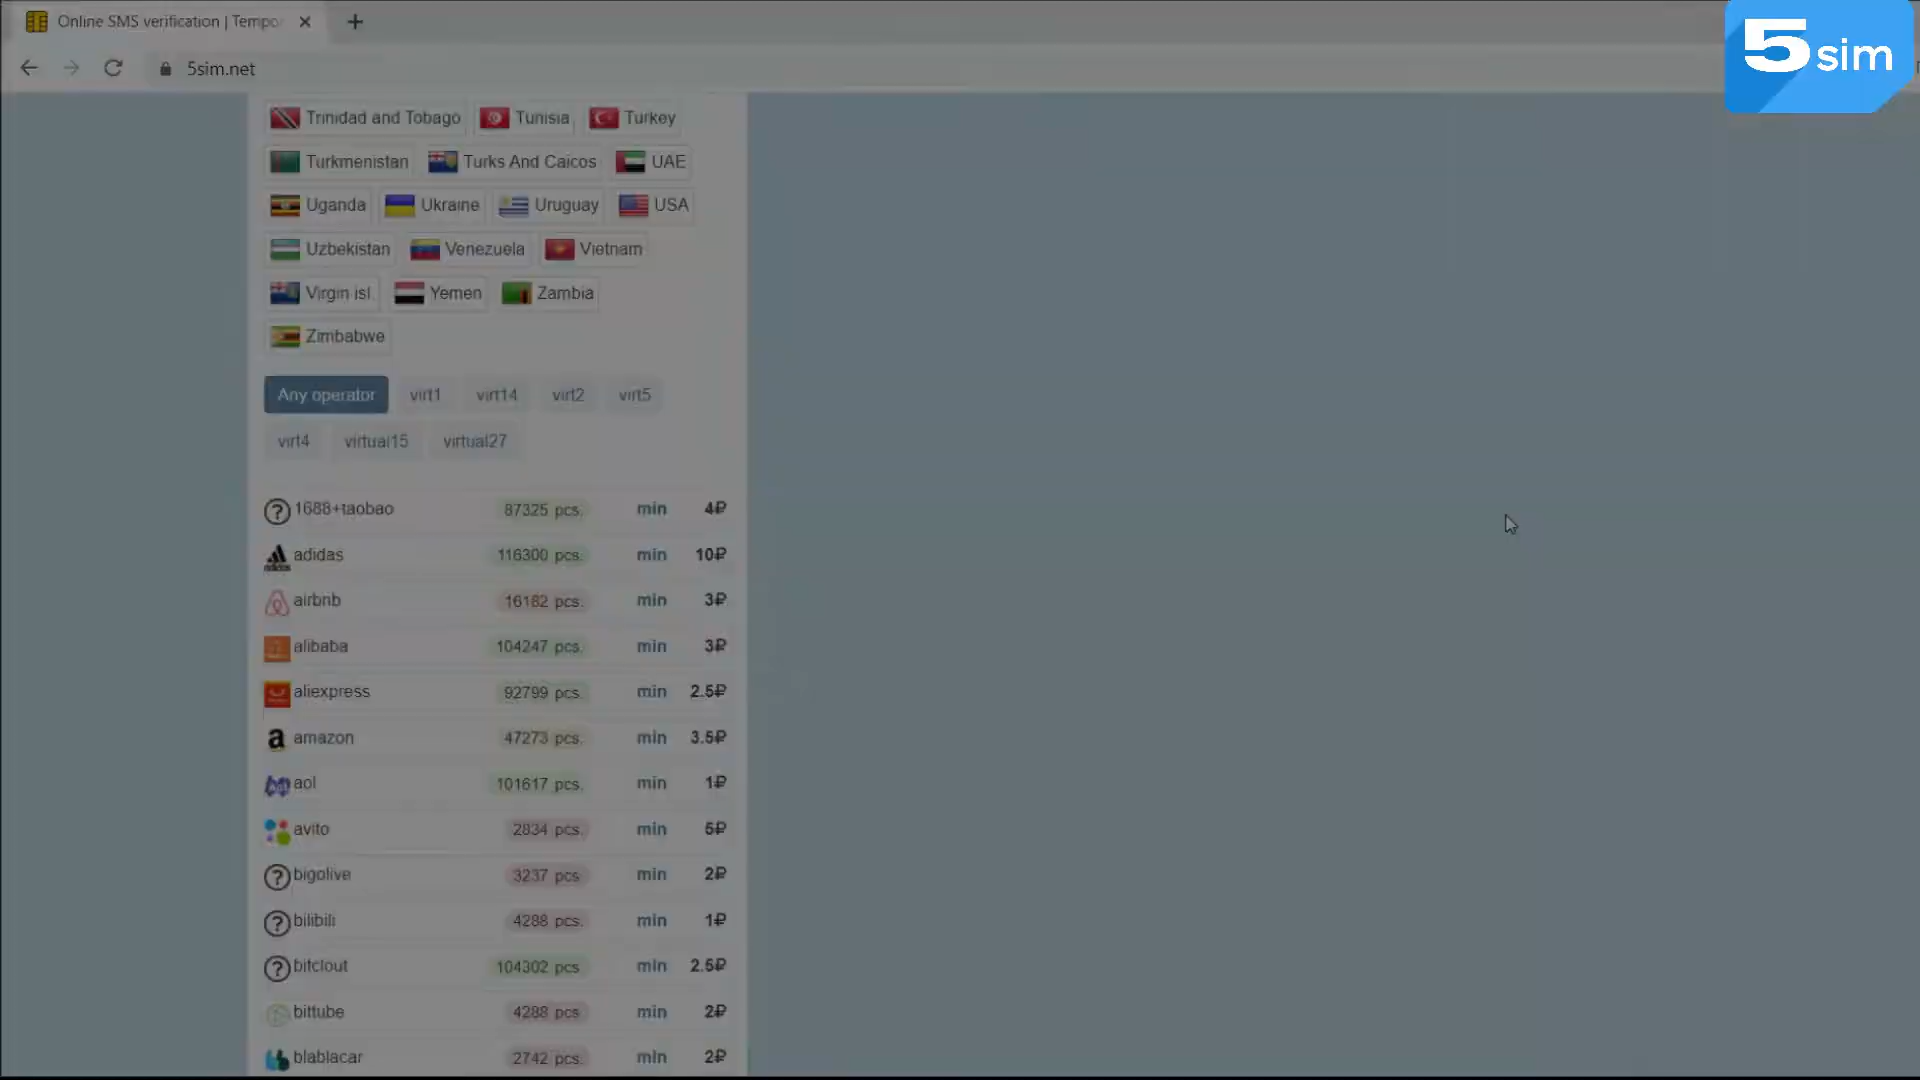 Online SMS verification | Tempo
5sim.net
5sim
Trinidad and Tobago Tunisia Turkey
Turkmenistan Turks And Caicos UAE
Uganda Ukraine Uruguay USA
Uzbekistan Venezuela Vietnam
Virgin isl. Yemen Zambia
Zimbabwe
Any operator virt1 virt14 virt2 virt5
virt4 virtual15 virtual27
1688+taobao 87325 pcs. min 4₽
adidas 116300 pcs. min 10₽
airbnb 16182 pcs. min 3₽
alibaba 104247 pcs. min 3₽
aliexpress 92799 pcs. min 2.5₽
a amazon 47273 pcs. min 3.5₽
aol 101617 pcs. min 1₽
avito 2834 pcs. min 5₽
bigolive 3237 pcs. min 2₽
bilibili 4288 pcs. min 1₽
bitclout 104302 pcs. min 2.5₽
bittube 4288 pcs. min 2₽
blablacar 2742 pcs. min 2₽